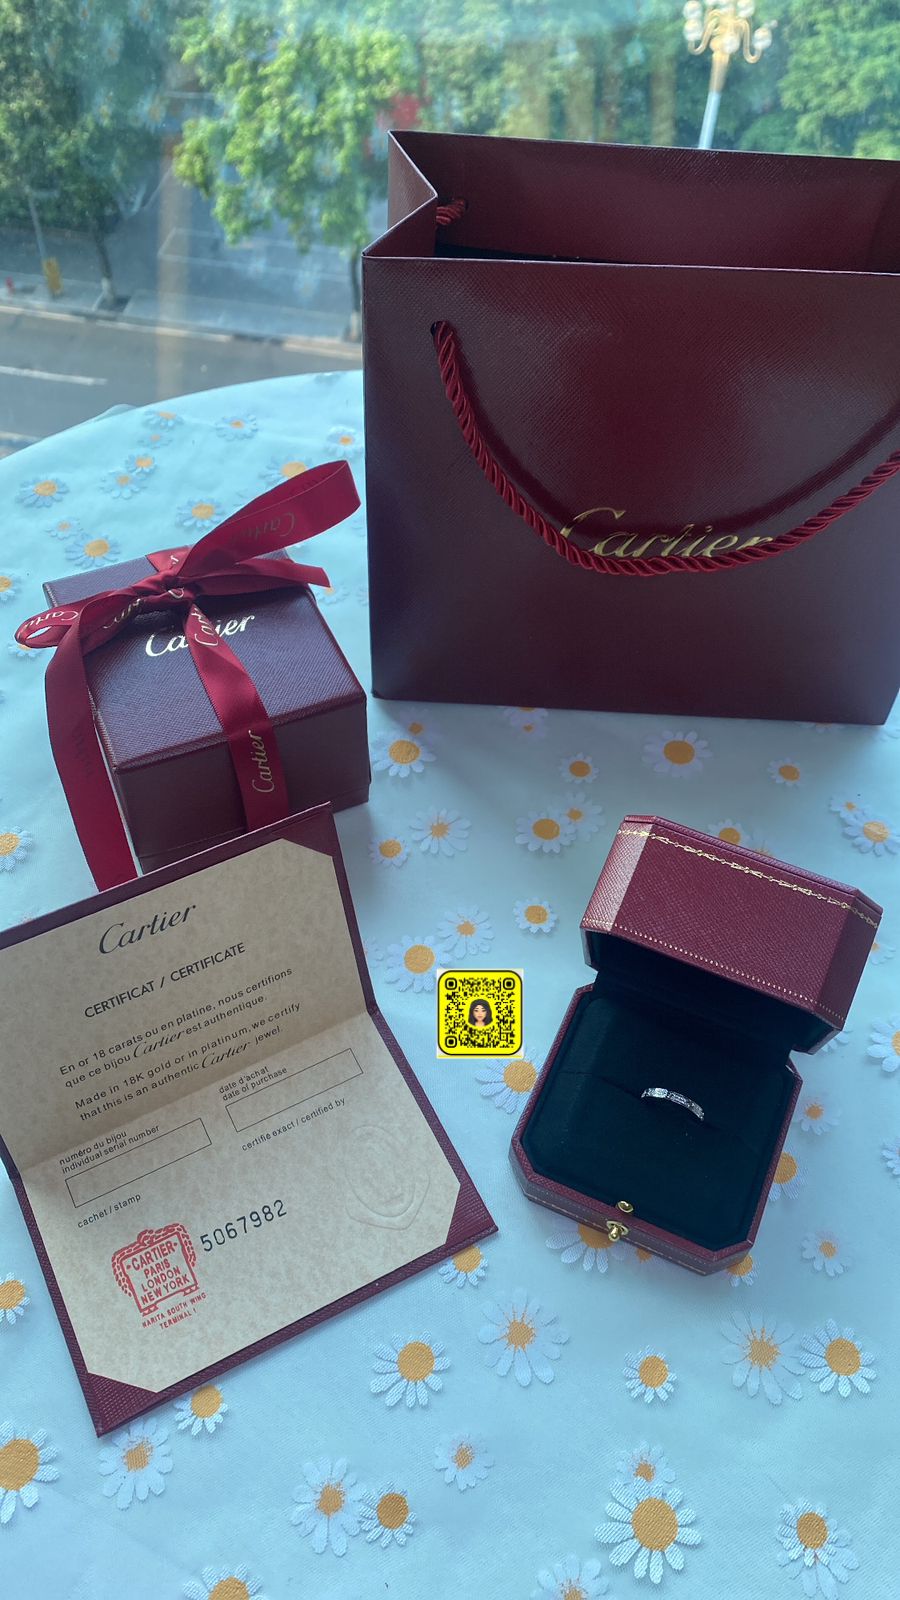 Cartier
Cartier
Cartier
Cartier
Cartier
CERTIFICAT / CERTIFICATE
En or 18 carats ou en platine, nous certifions
que ce bijou Cartier est authentique.
Made in 18K gold or in platinum, we certify
that this is an authentic Cartier jewel.
numéro du bijou
individual serial number
date d'achat
date of purchase
cachet / stamp
certifié exact / certified by
5067982
CARTIER
PARIS
LONDON
NEW YORK
NARITA SOUTH WING
TERMINAL 1